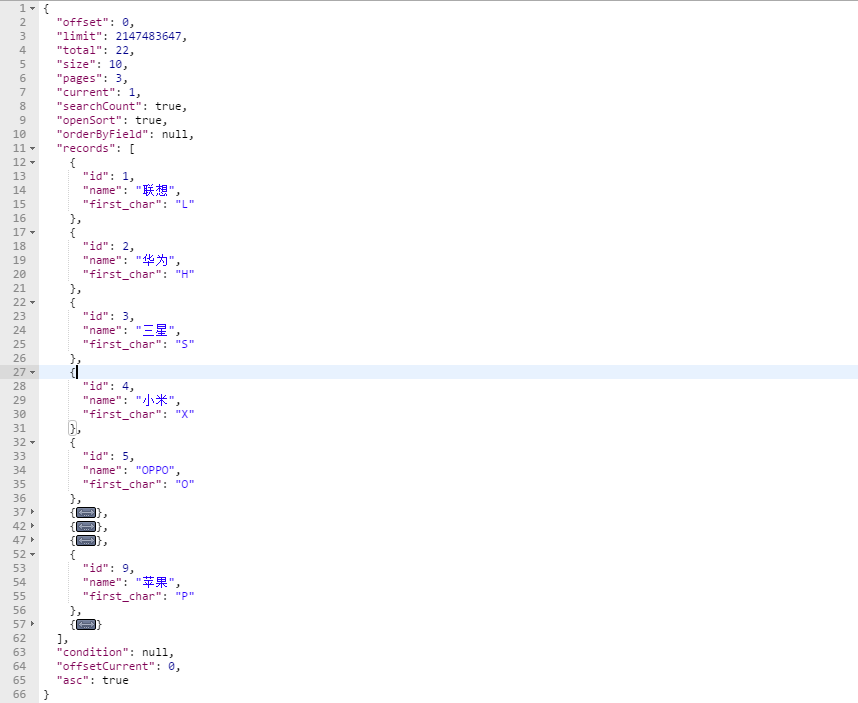 1 {
2 "offset": 0,
3 "limit": 2147483647,
4 "total": 22,
5 "size": 10,
6 "pages": 3,
7 "current": 1,
8 "searchCount": true,
9 "openSort": true,
10 "orderByField": null,
11 "records": [
12 {
13 "id": 1,
14 "name": "联想",
15 "first_char": "L"
16 },
17 {
18 "id": 2,
19 "name": "华为",
20 "first_char": "H"
21 },
22 {
23 "id": 3,
24 "name": "三星",
25 "first_char": "S"
26 },
27 {
28 "id": 4,
29 "name": "小米",
30 "first_char": "X"
31 },
32 {
33 "id": 5,
34 "name": "OPPO",
35 "first_char": "O"
36 },
37 {},
42 {},
47 {},
52 {
53 "id": 9,
54 "name": "苹果",
55 "first_char": "P"
56 },
57 {}
62 ],
63 "condition": null,
64 "offsetCurrent": 0,
65 "asc": true
66 }